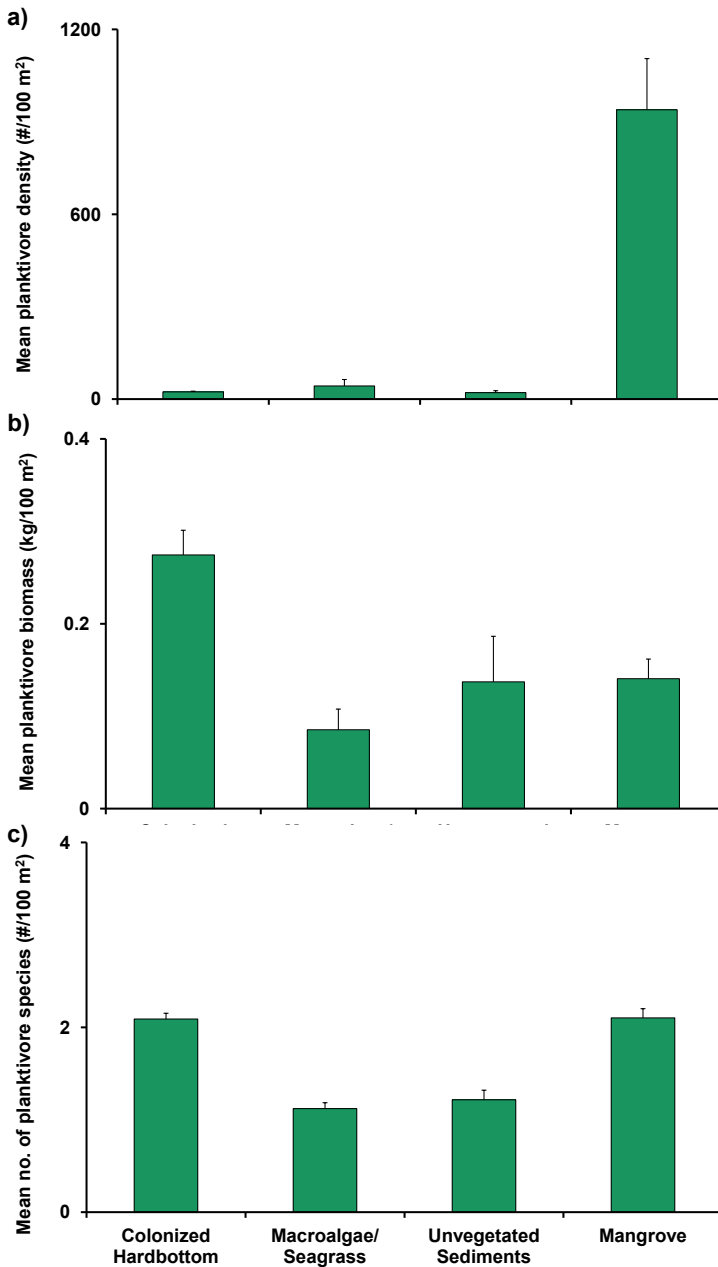 a)
Mean planktivore density (#/100 m²)
1200
600
0
b)
Mean planktivore biomass (kg/100 m²)
0.4
0.2
0
c)
Mean no. of planktivore species (#/100 m²)
4
2
0
Colonized
Hardbottom
Macroalgae/
Seagrass
Unvegetated
Sediments
Mangrove